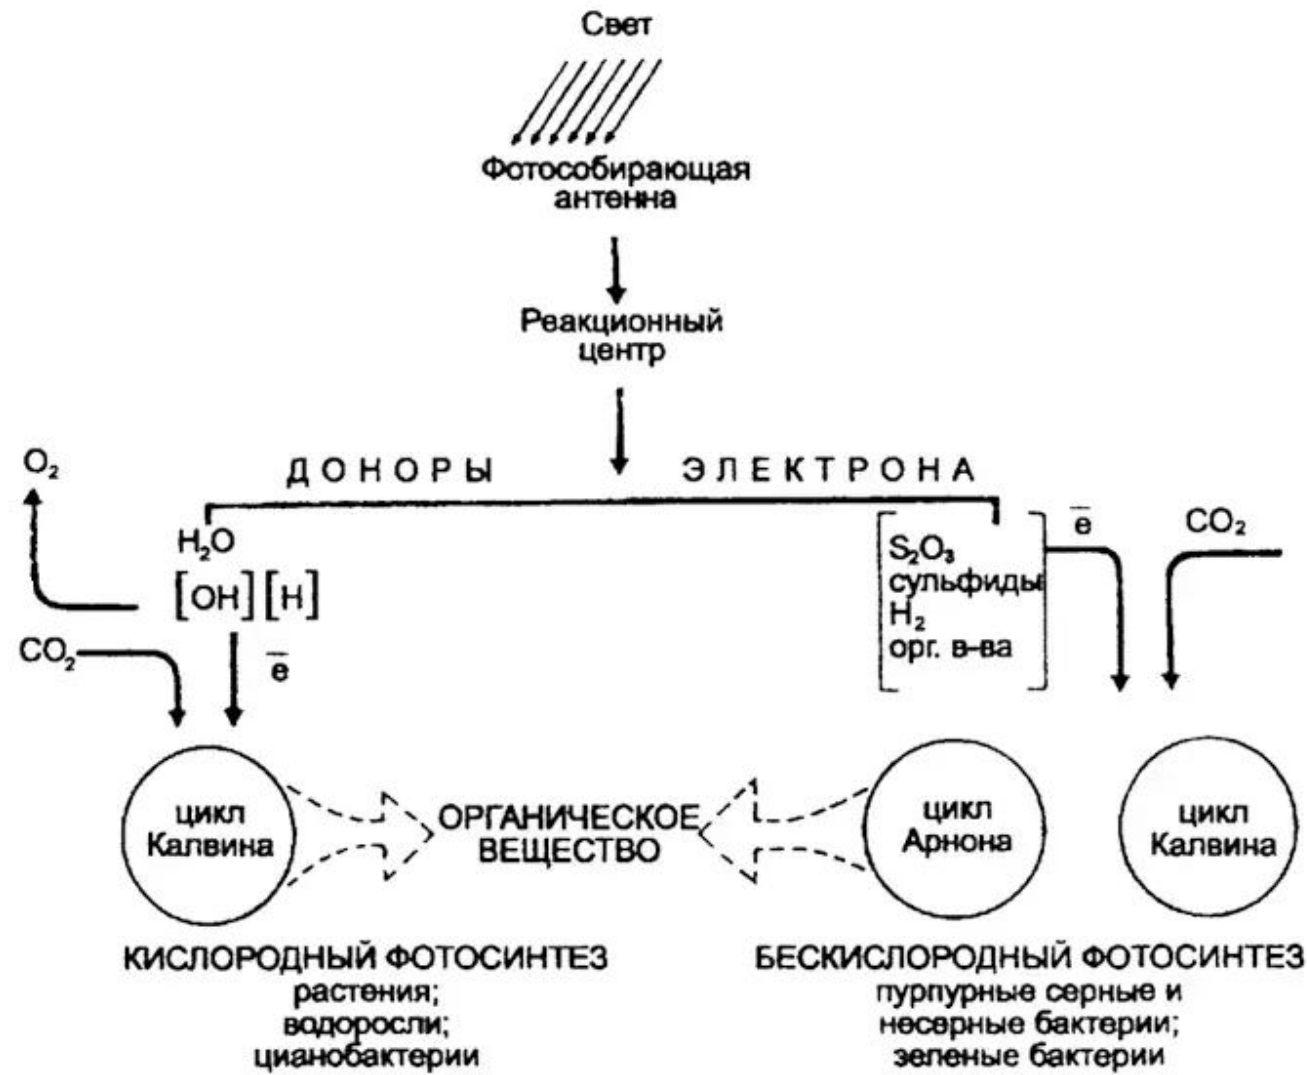 Свет
Фотособирающая
антенна
Реакционный
центр
ДОНОРЫ ЭЛЕКТРОНА
O₂
H₂O
[OH] [H]
CO₂
e̅
S₂O₃
сульфиды
H₂
орг. в-ва
e̅
CO₂
цикл
Калвина
ОРГАНИЧЕСКОЕ
ВЕЩЕСТВО
цикл
Арнона
цикл
Калвина
КИСЛОРОДНЫЙ ФОТОСИНТЕЗ
растения;
водоросли;
цианобактерии
БЕСКИСЛОРОДНЫЙ ФОТОСИНТЕЗ
пурпурные серные и
несерные бактерии;
зеленые бактерии